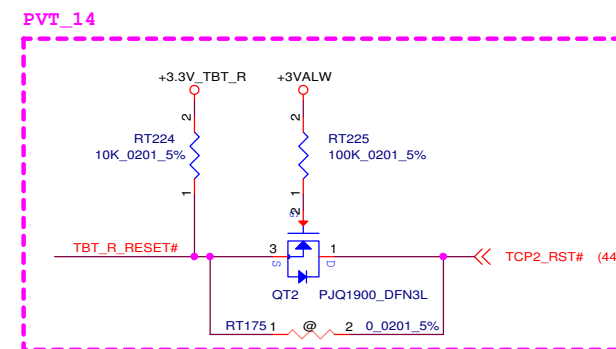 PVT_14
+3.3V_TBT_R
+3VALW
2
2
RT224
10K_0201_5%
RT225
100K_0201_5%
1
1
2
G
TBT_R_RESET#
3
S
1
D
TCP2_RST# (44
QT2 PJQ1900_DFN3L
RT175 1 @ 2 0_0201_5%